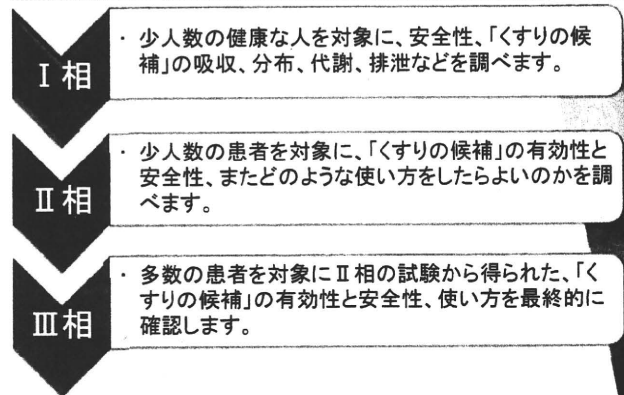 Ⅰ相
・ 少人数の健康な人を対象に、安全性、「くすりの候
補」の吸収、分布、代謝、排泄などを調べます。
Ⅱ相
・ 少人数の患者を対象に、「くすりの候補」の有効性と
安全性、またどのような使い方をしたらよいのかを調
べます。
Ⅲ相
・ 多数の患者を対象にⅡ相の試験から得られた、「く
すりの候補」の有効性と安全性、使い方を最終的に
確認します。